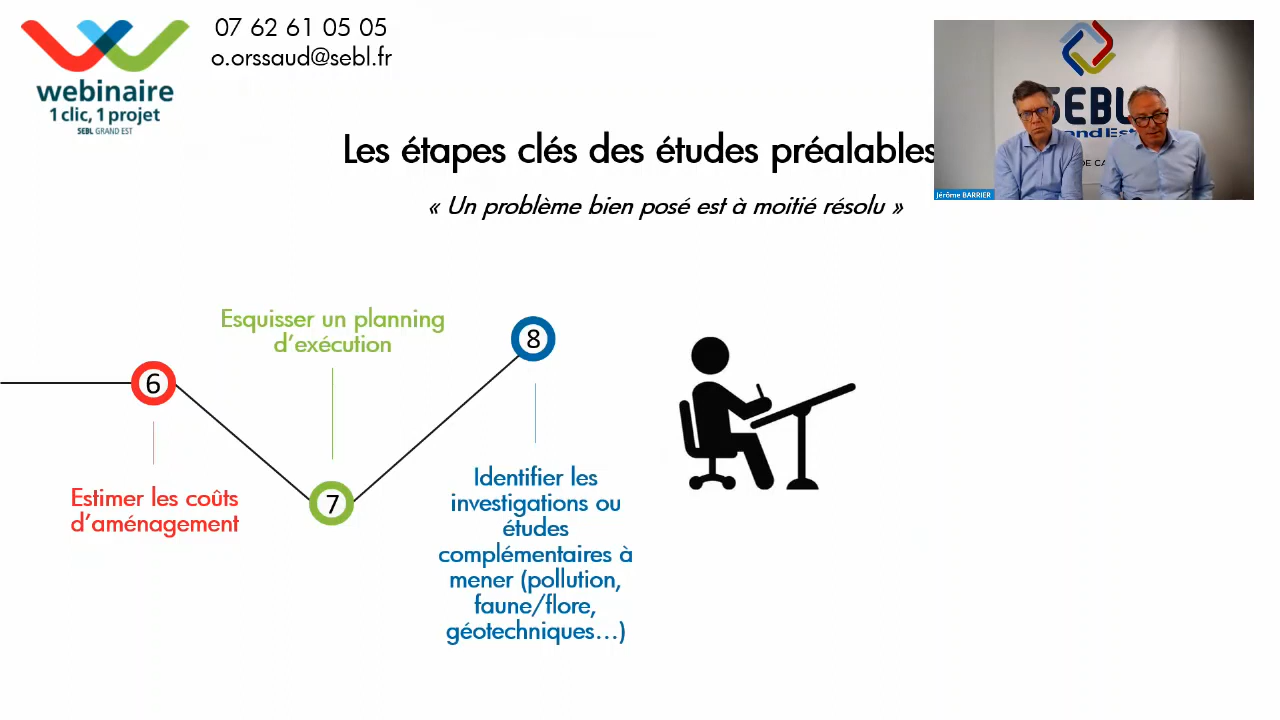 07 62 61 05 05
o.orssaud@sebl.fr
webinaire
1 clic, 1 projet
SEBL GRAND EST
SEBL
Grand Est
DE CA
Jérôme BARRIER
Les étapes clés des études préalables
« Un problème bien posé est à moitié résolu »
Esquisser un planning
d’exécution
6
7
8
Estimer les coûts
d’aménagement
Identifier les
investigations ou
études
complémentaires à
mener (pollution,
faune/flore,
géotechniques…)